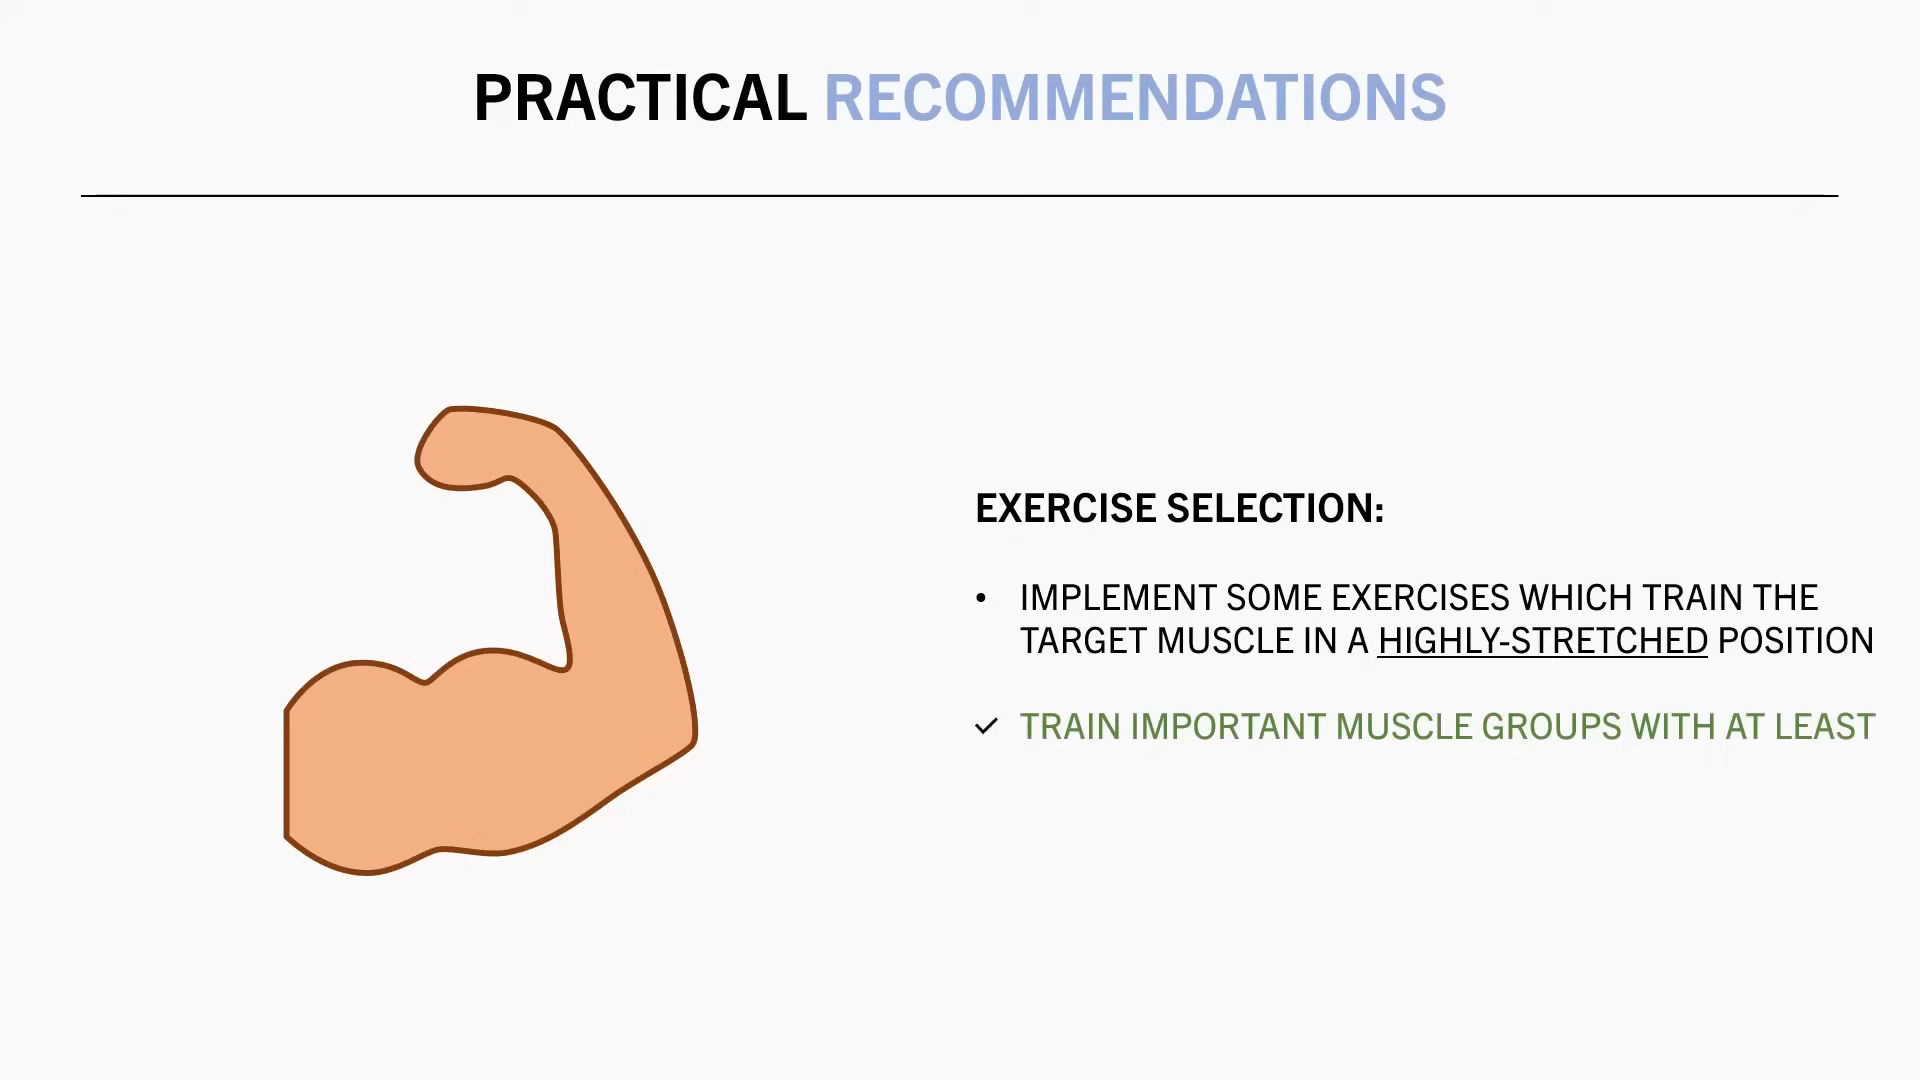 PRACTICAL RECOMMENDATIONS
EXERCISE SELECTION:
• IMPLEMENT SOME EXERCISES WHICH TRAIN THE
TARGET MUSCLE IN A HIGHLY-STRETCHED POSITION
✓ TRAIN IMPORTANT MUSCLE GROUPS WITH AT LEAST